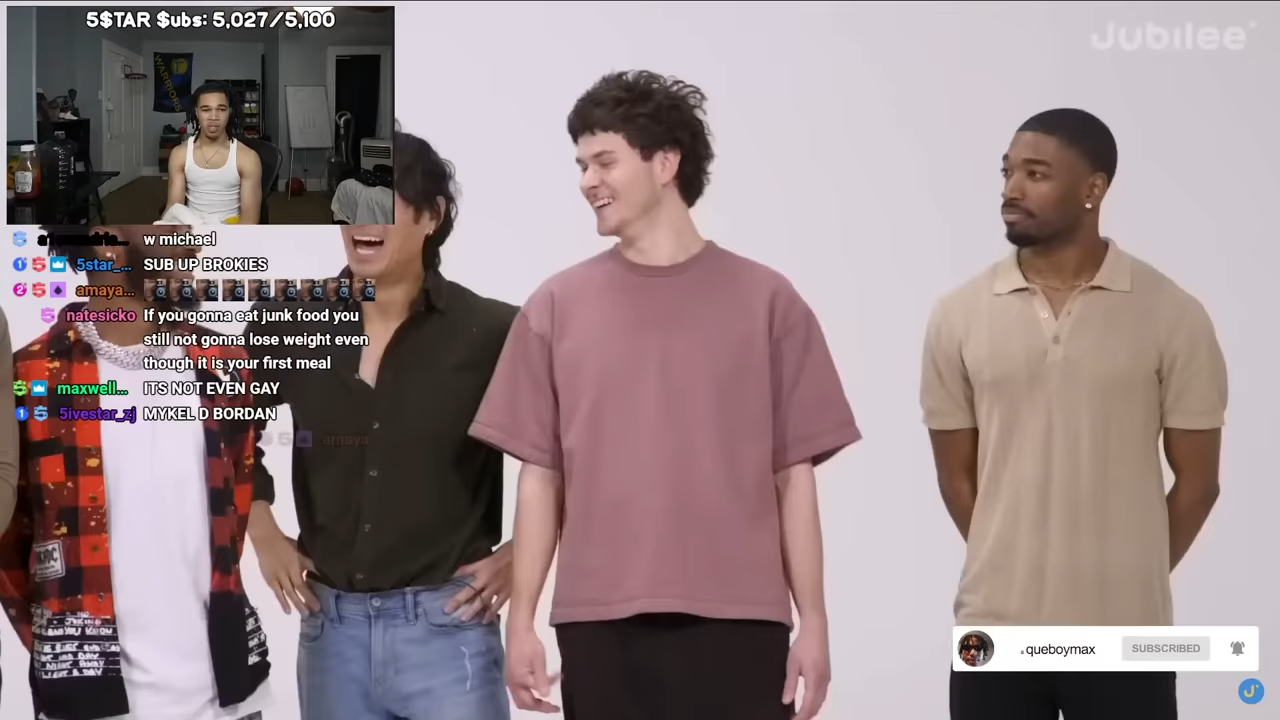 5$TAR $ubs: 5,027/5,100
Jubilee
WARRIORS
w michael
5star_... SUB UP BROKIES
amaya...
natesicko If you gonna eat junk food you
still not gonna lose weight even
though it is your first meal
maxwell... ITS NOT EVEN GAY
5ivestar_zj MYKEL D BORDAN
amaya
.queboymax SUBSCRIBED